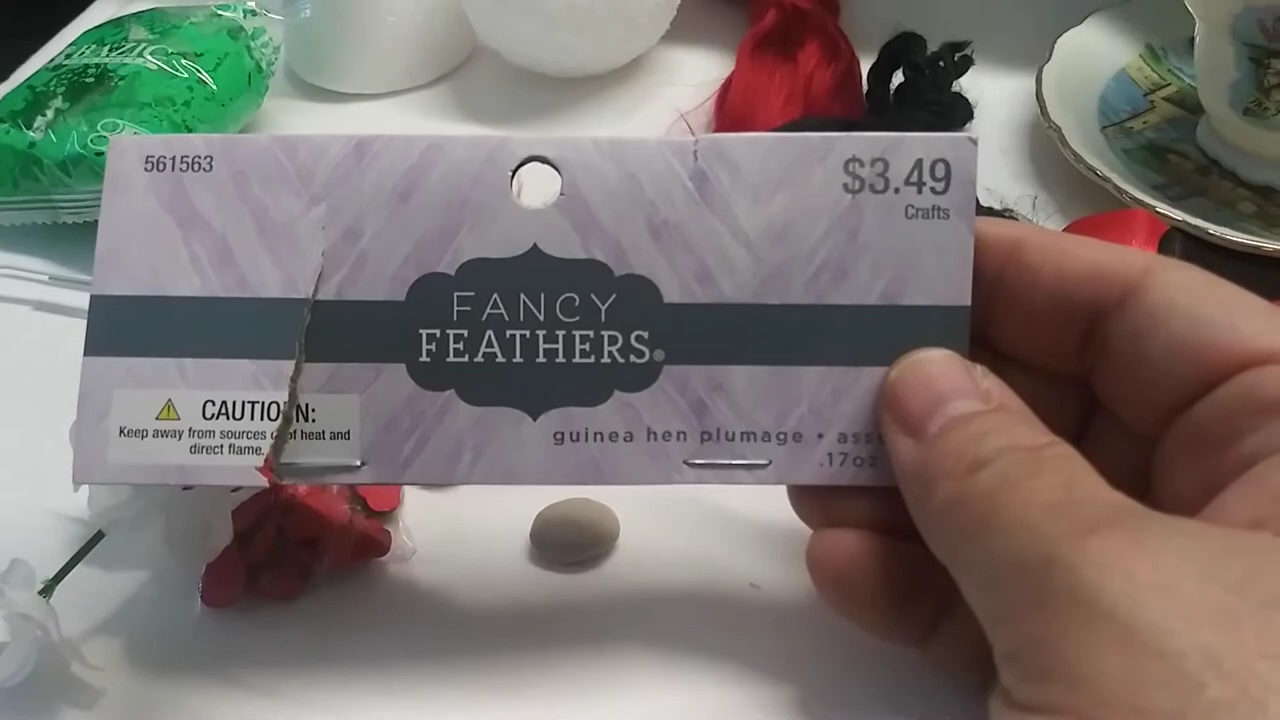 561563
$3.49
Crafts
FANCY
FEATHERS®
CAUTION:
Keep away from sources of heat and
direct flame.
guinea hen plumage •
.17oz